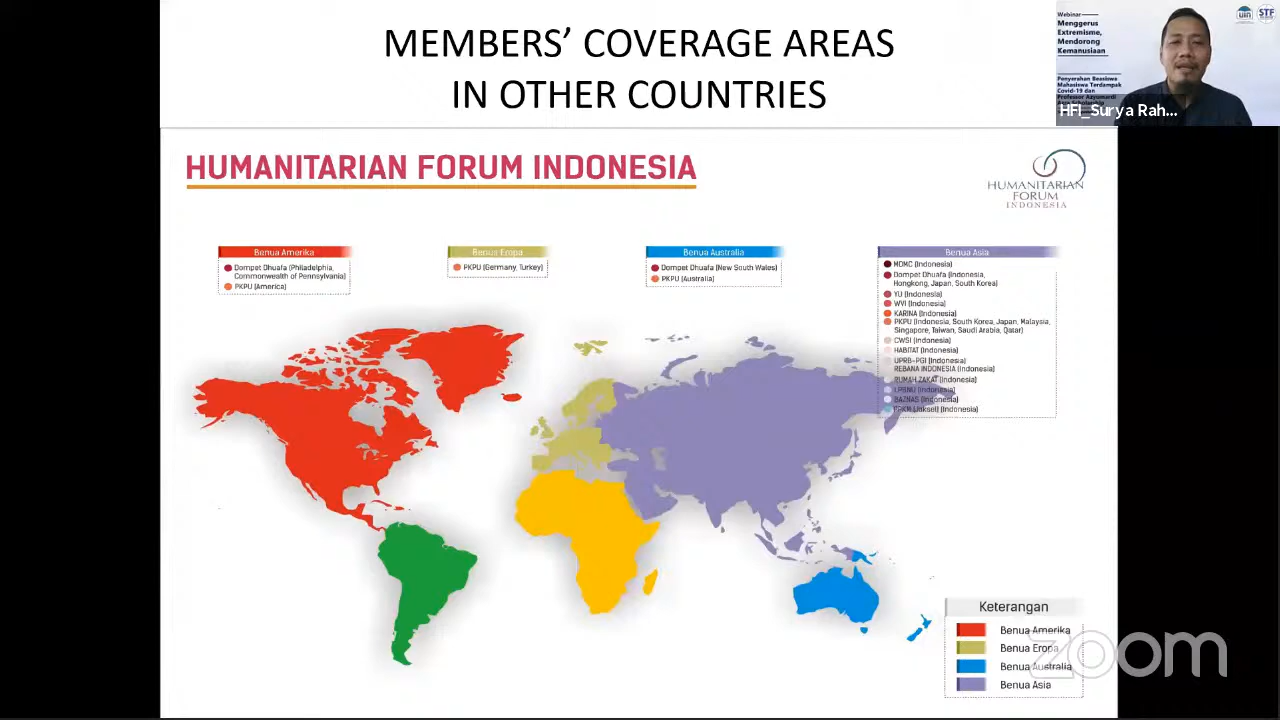 MEMBERS’ COVERAGE AREAS
IN OTHER COUNTRIES
Webinar
Menggerus
Ekstremisme,
Mendorong
Kemanusiaan
Penyerahan Beasiswa
Mahasiswa Terdampak
Covid-19 dan
HFI_Surya Rah...
uin
STF
HUMANITARIAN FORUM INDONESIA
HUMANITARIAN
FORUM
INDONESIA
Benua Amerika
Dompet Dhuafa (Philadelphia,
Commonwealth of Pennsylvania)
PKPU (America)
Benua Eropa
PKPU (Germany, Turkey)
Benua Australia
Dompet Dhuafa (New South Wales)
PKPU (Australia)
Benua Asia
MDMC (Indonesia)
Dompet Dhuafa (Indonesia,
Hongkong, Japan, South Korea)
YU (Indonesia)
WVI (Indonesia)
KARINA (Indonesia)
PKPU (Indonesia, South Korea, Japan, Malaysia,
Singapore, Taiwan, Saudi Arabia, Qatar)
CWSI (Indonesia)
HABITAT (Indonesia)
UPRB-PGI (Indonesia)
REBANA INDONESIA (Indonesia)
RUMAH ZAKAT (Indonesia)
LPBNU (Indonesia)
BAZNAS (Indonesia)
(Indonesia)
Keterangan
Benua Amerika
Benua Eropa
Benua Australia
Benua Asia
zoom